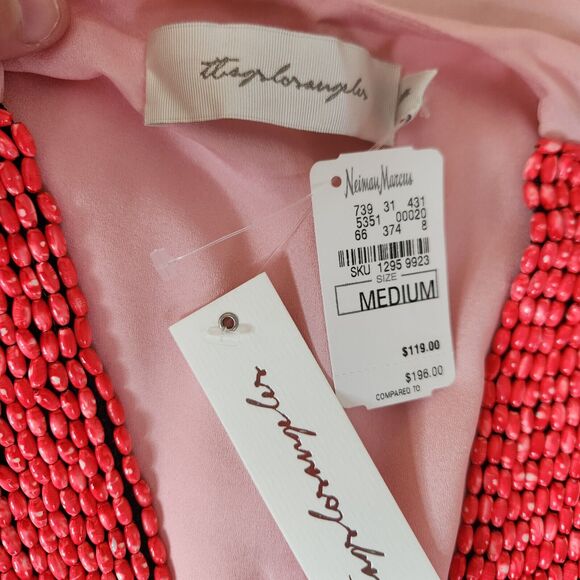 tbagslosangeles
Neiman Marcus
739 31 431
5351 00020
66 374 8
SKU 1295 9923
SIZE
MEDIUM
$119.00
$196.00
COMPARED TO